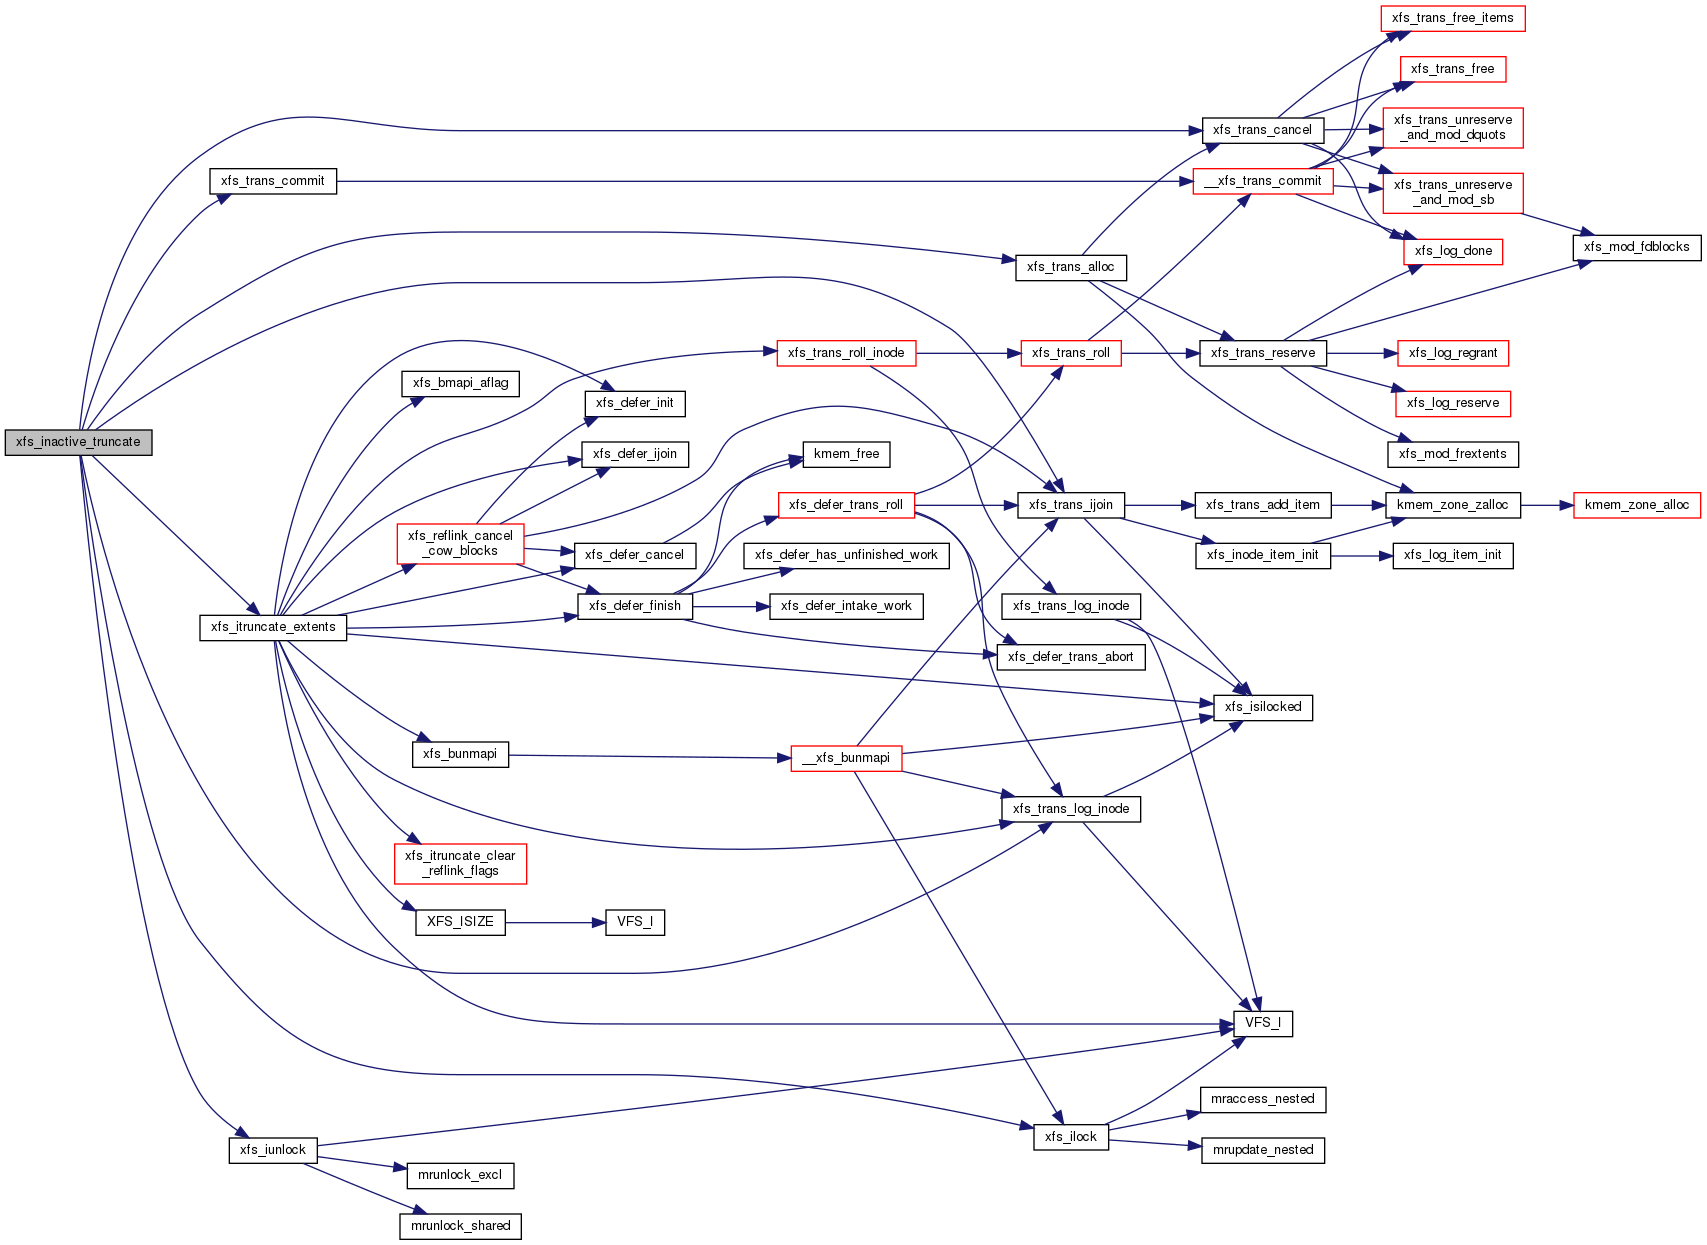 xfs_trans_free_items
xfs_trans_free
xfs_trans_unreserve
_and_mod_dquots
xfs_trans_cancel
xfs_trans_commit
__xfs_trans_commit
xfs_trans_unreserve
_and_mod_sb
xfs_mod_fdblocks
xfs_log_done
xfs_trans_alloc
xfs_trans_roll_inode
xfs_trans_roll
xfs_trans_reserve
xfs_log_regrant
xfs_bmapi_aflag
xfs_defer_init
xfs_log_reserve
xfs_inactive_truncate
xfs_defer_ijoin
kmem_free
xfs_mod_frextents
xfs_defer_trans_roll
xfs_trans_ijoin
xfs_trans_add_item
kmem_zone_zalloc
kmem_zone_alloc
xfs_reflink_cancel
_cow_blocks
xfs_defer_cancel
xfs_defer_has_unfinished_work
xfs_inode_item_init
xfs_log_item_init
xfs_defer_finish
xfs_defer_intake_work
xfs_trans_log_inode
xfs_itruncate_extents
xfs_defer_trans_abort
xfs_isilocked
xfs_bunmapi
__xfs_bunmapi
xfs_trans_log_inode
xfs_itruncate_clear
_reflink_flags
XFS_ISIZE
VFS_I
VFS_I
mraccess_nested
xfs_ilock
xfs_iunlock
mrupdate_nested
mrunlock_excl
mrunlock_shared